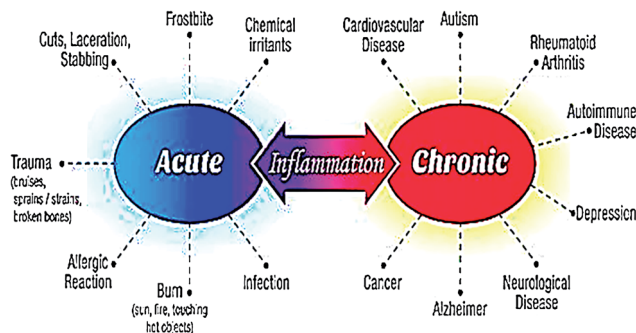 Frostbite
Cuts, Laceration,
Stabbing
Chemical
irritants
Trauma
(bruises,
sprains / strains,
broken bones)
Acute
Allergic
Reaction
Burn
(sun, fire, touching
hot objects)
Infection
Inflammation
Cardiovascular
Disease
Autism
Rheumatoid
Arthritis
Autoimmune
Disease
Chronic
Depression
Cancer
Alzheimer
Neurological
Disease